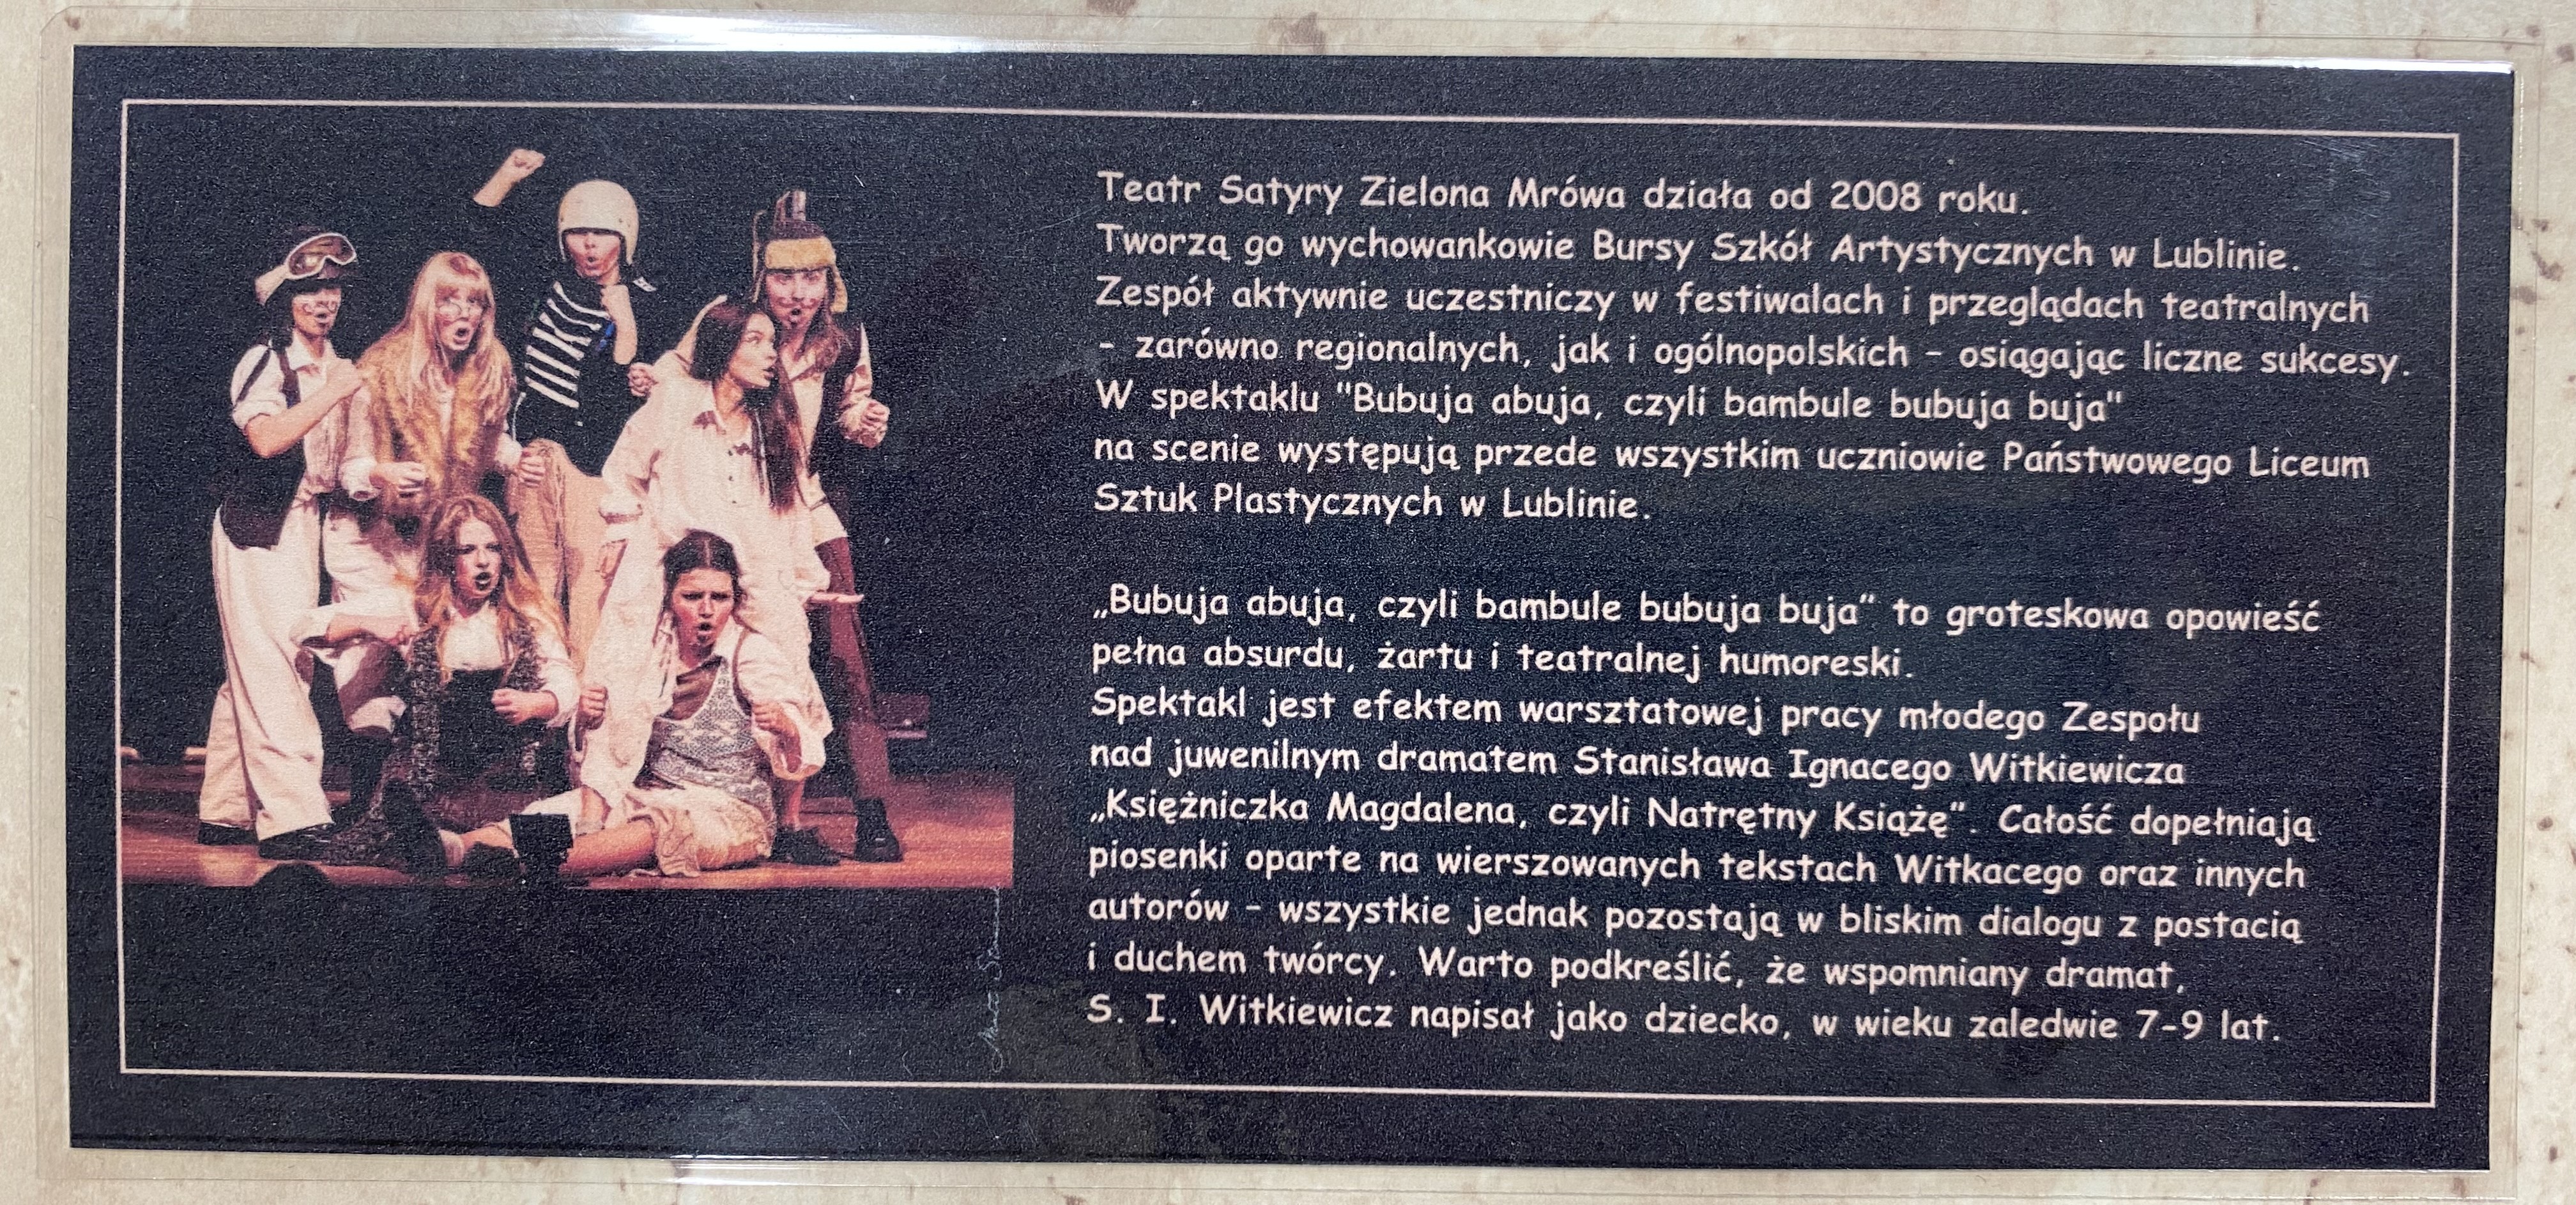 Teatr Satyry Zielona Mrówa działa od 2008 roku.
Tworzą go wychowankowie Bursy Szkół Artystycznych w Lublinie.
Zespół aktywnie uczestniczy w festiwalach i przeglądach teatralnych
- zarówno regionalnych, jak i ogólnopolskich - osiągając liczne sukcesy.
W spektaklu "Bubuja abuja, czyli bambule bubuja buja"
na scenie występują przede wszystkim uczniowie Państwowego Liceum
Sztuk Plastycznych w Lublinie.
„Bubuja abuja, czyli bambule bubuja buja” to groteskowa opowieść
pełna absurdu, żartu i teatralnej humoreski.
Spektakl jest efektem warsztatowej pracy młodego Zespołu
nad juwenilnym dramatem Stanisława Ignacego Witkiewicza
„Księżniczka Magdalena, czyli Natrętny Książę”. Całość dopełniają
piosenki oparte na wierszowanych tekstach Witkacego oraz innych
autorów - wszystkie jednak pozostają w bliskim dialogu z postacią
i duchem twórcy. Warto podkreślić, że wspomniany dramat,
S. I. Witkiewicz napisał jako dziecko, w wieku zaledwie 7-9 lat.